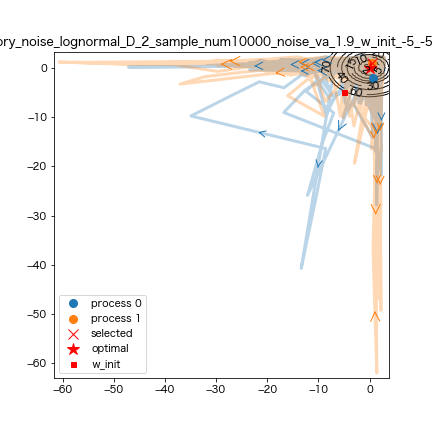 ory_noise_lognormal_D_2_sample_num10000_noise_va_1.9_w_init_-5_-5
0
−10
−20
−30
−40
−50
−60
−60 −50 −40 −30 −20 −10 0
process 0
process 1
selected
optimal
w_init